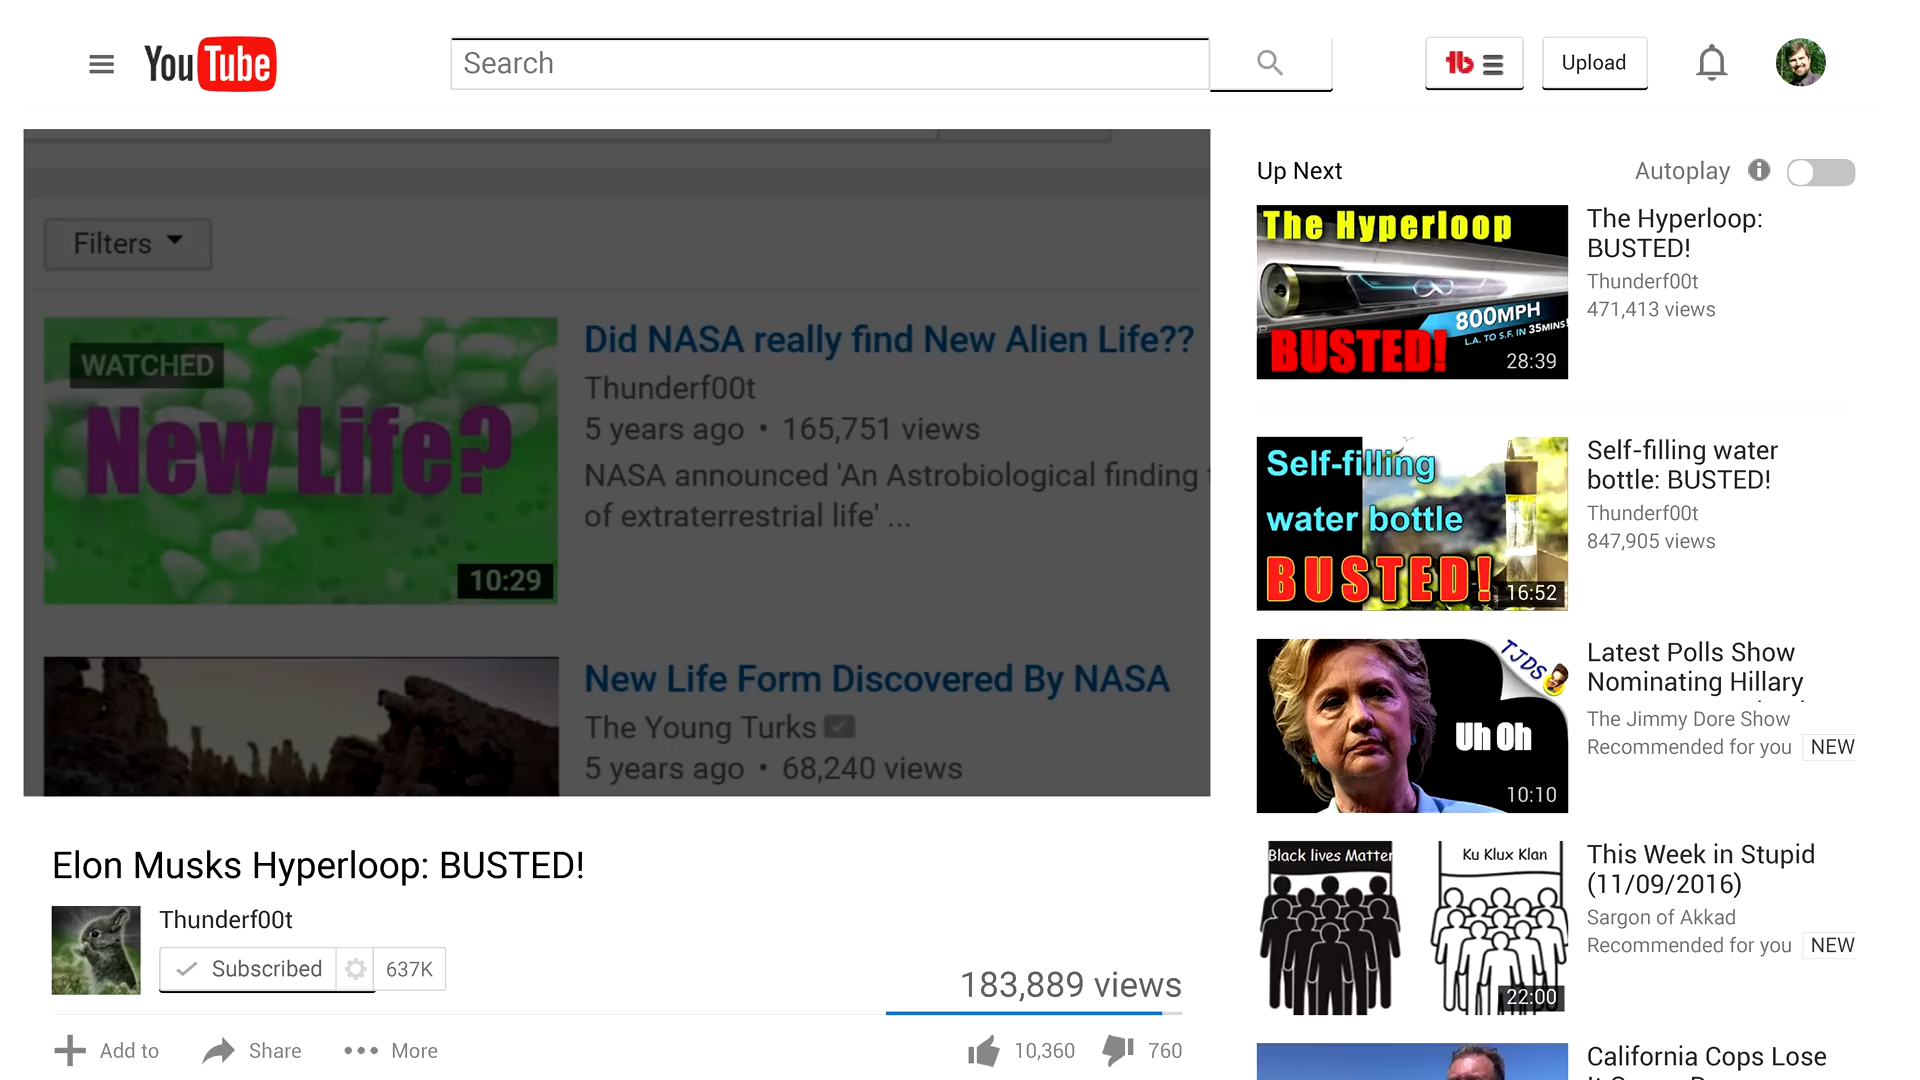 YouTube
Search
Upload
Filters
WATCHED
New Life?
10:29
Did NASA really find New Alien Life??
Thunderf00t
5 years ago • 165,751 views
NASA announced 'An Astrobiological finding
of extraterrestrial life' ...
New Life Form Discovered By NASA
The Young Turks
5 years ago • 68,240 views
Elon Musks Hyperloop: BUSTED!
Thunderf00t
Subscribed 637K
183,889 views
Add to Share More 10,360 760
Up Next Autoplay
The Hyperloop
800MPH
L.A. TO S.F. IN 35MINS!
BUSTED!
28:39
The Hyperloop:
BUSTED!
Thunderf00t
471,413 views
Self-filling
water bottle
BUSTED!
16:52
Self-filling water
bottle: BUSTED!
Thunderf00t
847,905 views
TJDS
Uh Oh
10:10
Latest Polls Show
Nominating Hillary
The Jimmy Dore Show
Recommended for you NEW
Black lives Matter
Ku Klux Klan
22:00
This Week in Stupid
(11/09/2016)
Sargon of Akkad
Recommended for you NEW
California Cops Lose